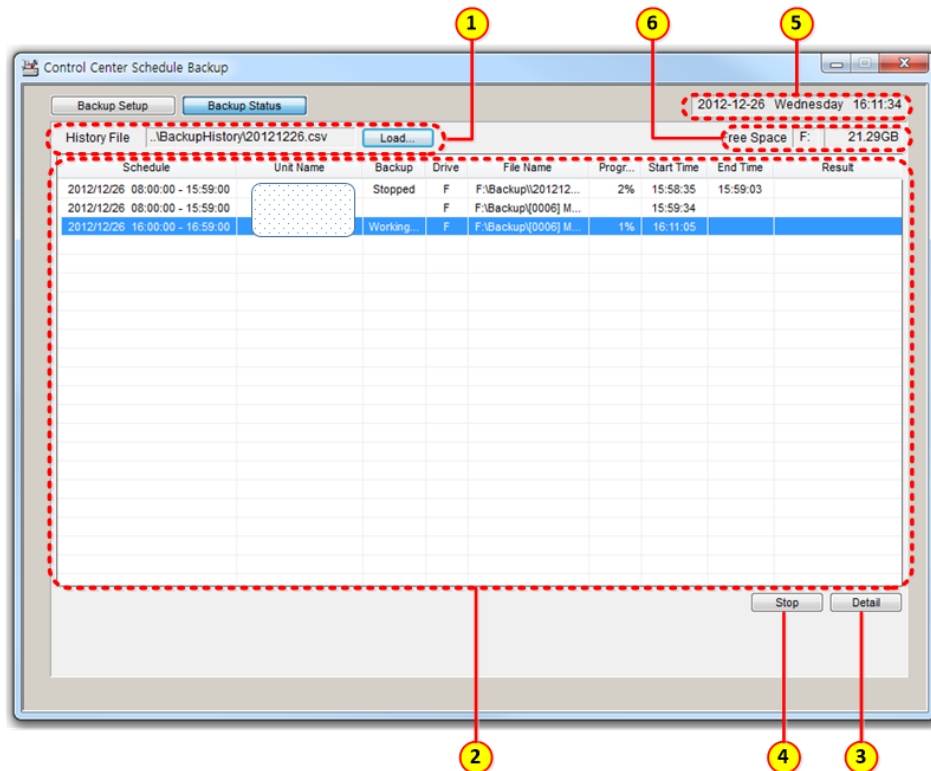 1 6 5
Control Center Schedule Backup
Backup Setup Backup Status 2012-12-26 Wednesday 16:11:34
History File ..\BackupHistory\20121226.csv Load... Free Space F: 21.29GB
Schedule Unit Name Backup Drive File Name Progr... Start Time End Time Result
2012/12/26 08:00:00 - 15:59:00 Stopped F F:\Backup\\201212... 2% 15:58:35 15:59:03
2012/12/26 08:00:00 - 15:59:00 F F:\Backup\[0006] M... 15:59:34
2012/12/26 16:00:00 - 16:59:00 Working... F F:\Backup\[0006] M... 1% 16:11:05
Stop Detail
2 4 3